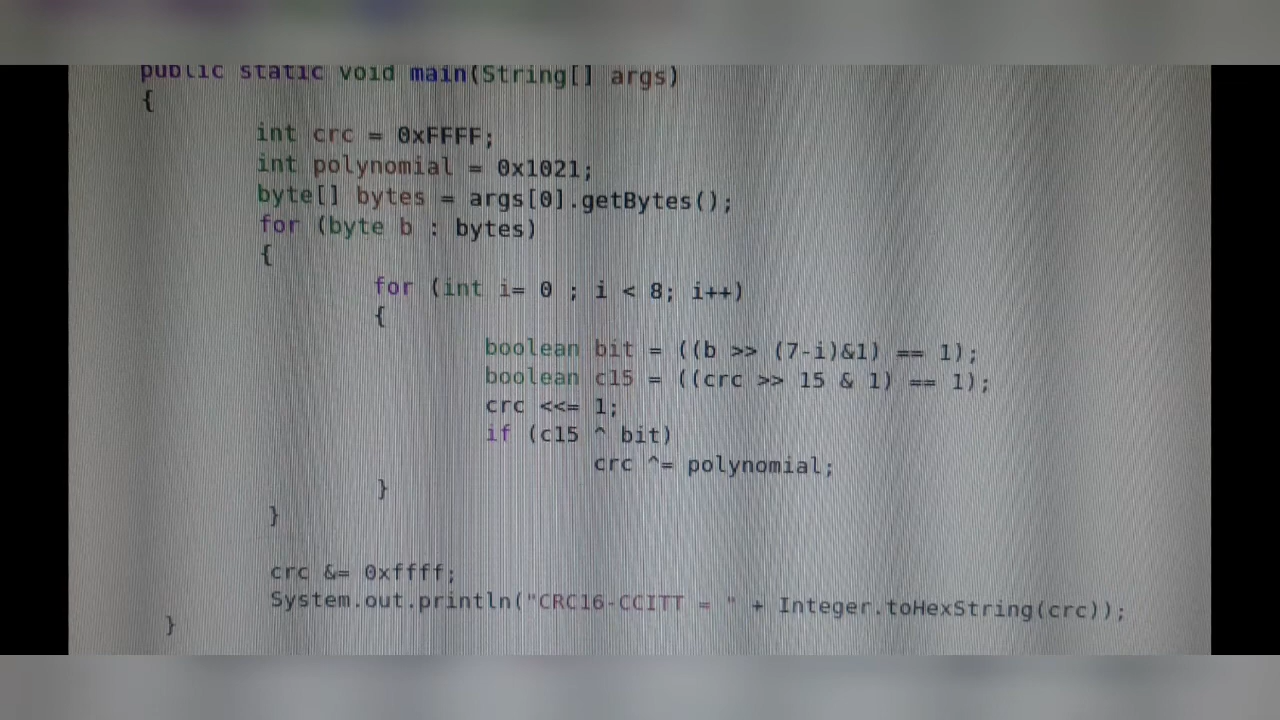 public static void main(String[] args)
{
int crc = 0xFFFF;
int polynomial = 0x1021;
byte[] bytes = args[0].getBytes();
for (byte b : bytes)
{
for (int i= 0 ; i < 8; i++)
{
boolean bit = ((b >> (7-i)&1) == 1);
boolean c15 = ((crc >> 15 & 1) == 1);
crc <<= 1;
if (c15 ^ bit)
crc ^= polynomial;
}
}
crc &= 0xffff;
System.out.println("CRC16-CCITT = " + Integer.toHexString(crc));
}